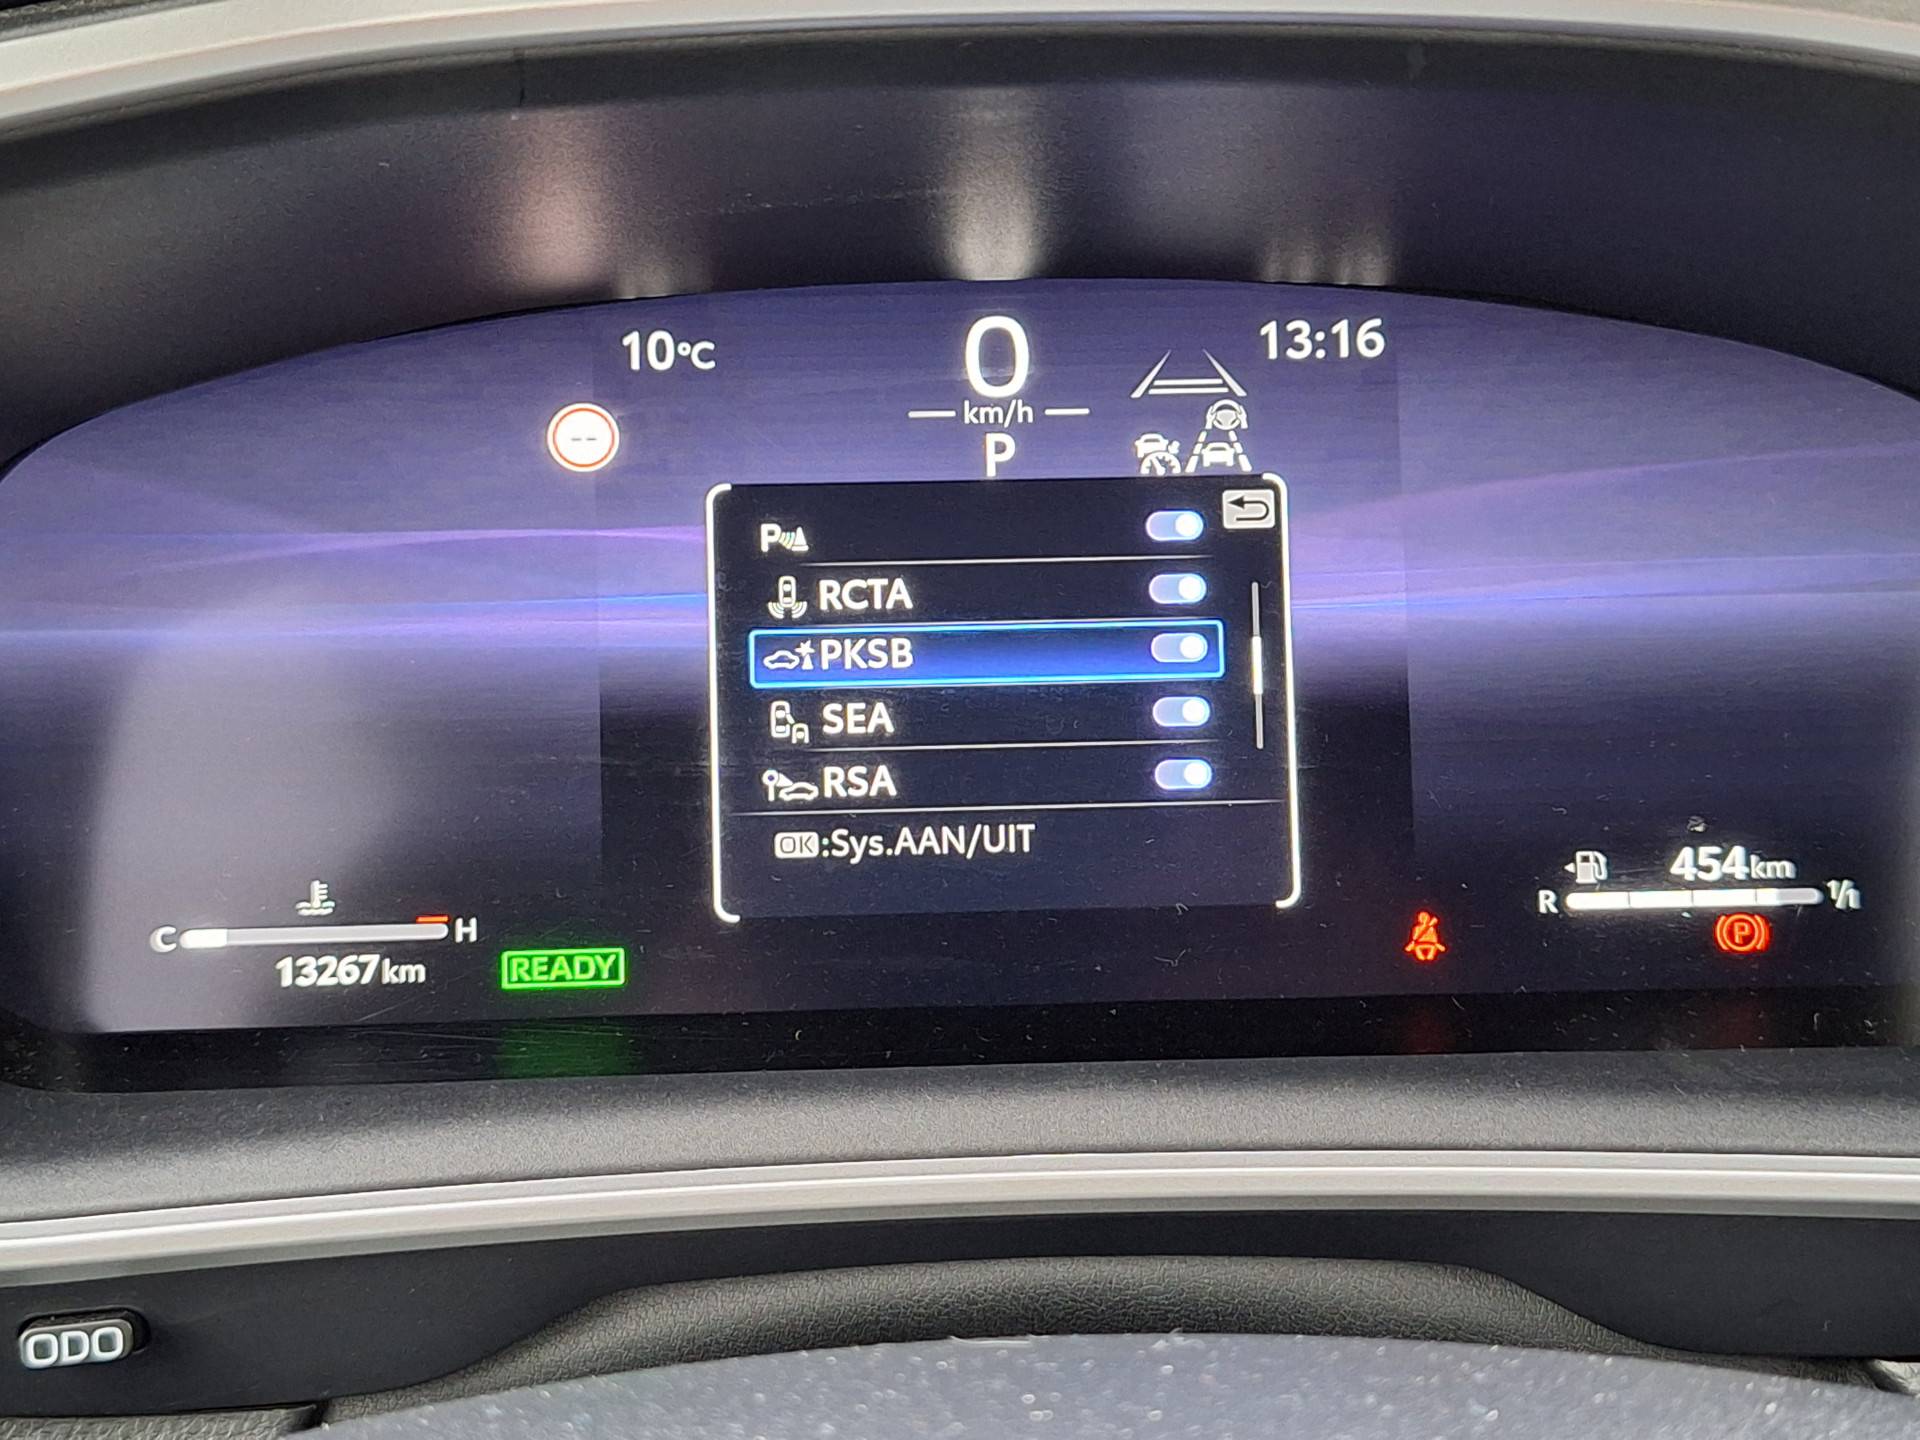 10°C
0
13:16
--
km/h
P
P
RCTA
PKSB
SEA
RSA
OK:Sys.AAN/UIT
454km
R 1/1
C H
P
13267km
READY
ODO